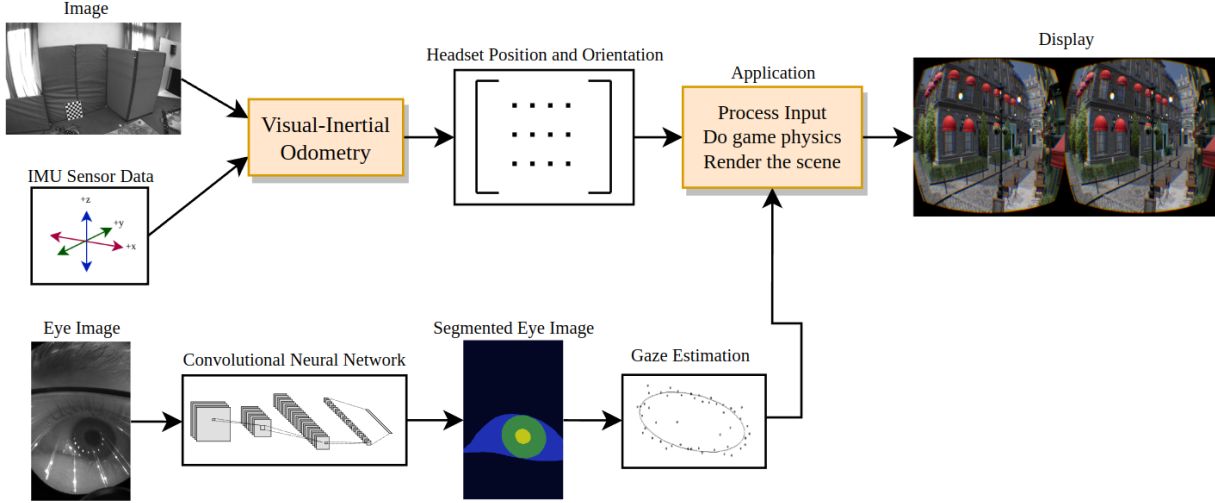 Image
Visual-Inertial
Odometry
Headset Position and Orientation
Application
Process Input
Do game physics
Render the scene
Display
IMU Sensor Data
+z
+y
+x
Eye Image
Convolutional Neural Network
Segmented Eye Image
Gaze Estimation